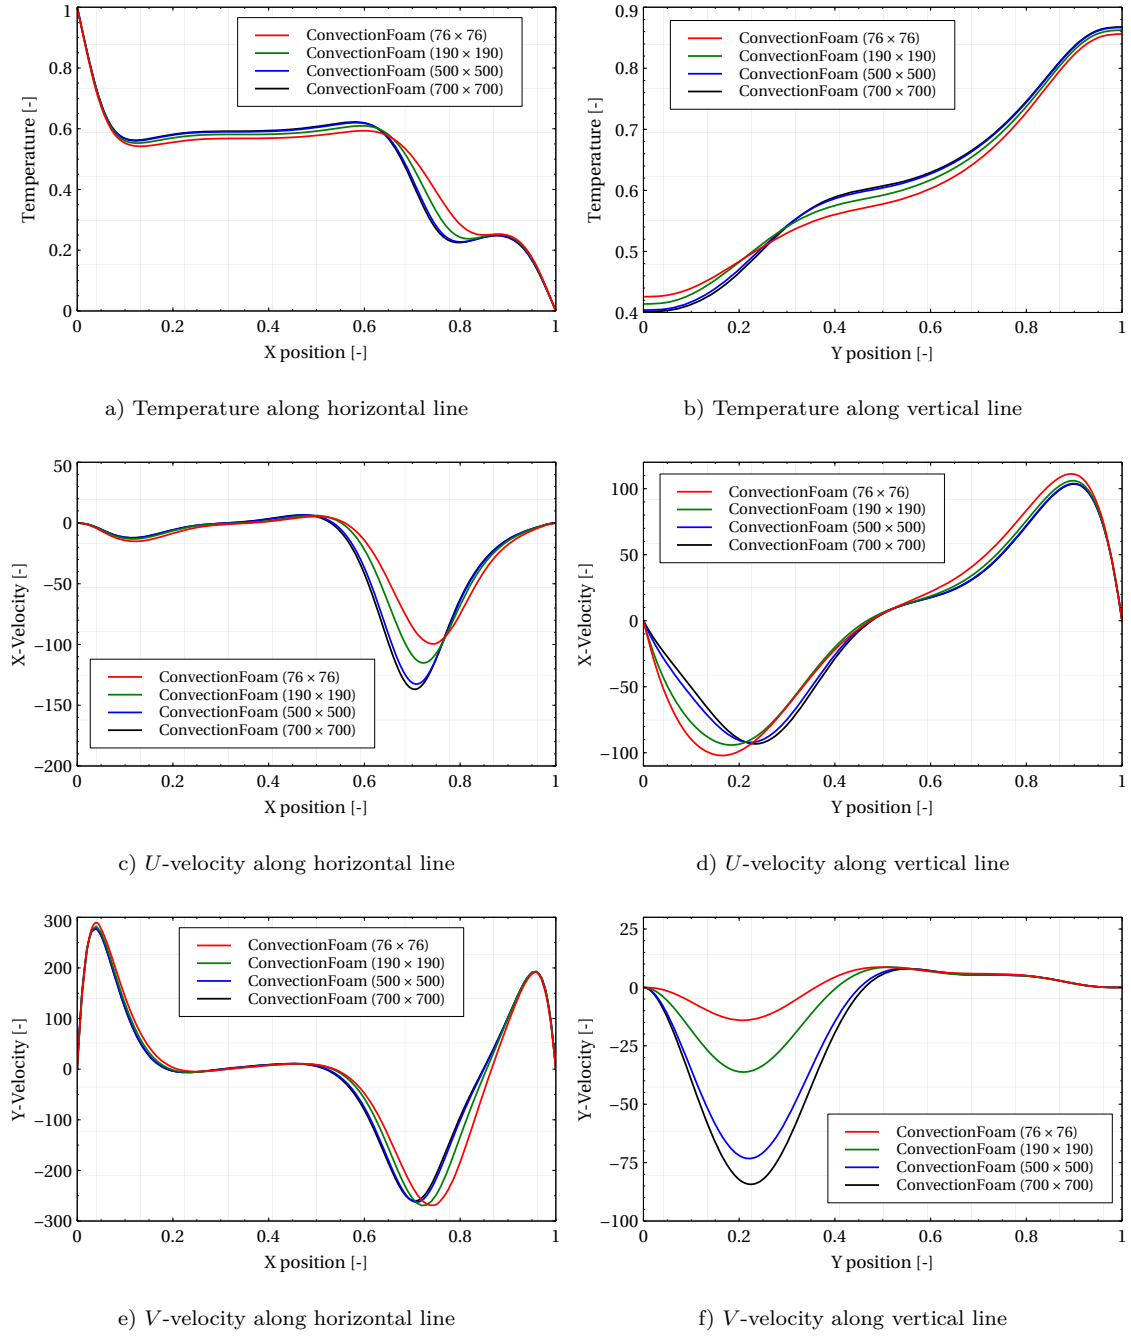 1
0.8
0.6
0.4
0.2
0
0 0.2 0.4 0.6 0.8 1
Temperature [-]
X position [-]
ConvectionFoam (76 × 76)
ConvectionFoam (190 × 190)
ConvectionFoam (500 × 500)
ConvectionFoam (700 × 700)
a) Temperature along horizontal line
0.9
0.8
0.7
0.6
0.5
0.4
0 0.2 0.4 0.6 0.8 1
Temperature [-]
Y position [-]
ConvectionFoam (76 × 76)
ConvectionFoam (190 × 190)
ConvectionFoam (500 × 500)
ConvectionFoam (700 × 700)
b) Temperature along vertical line
50
0
−50
−100
−150
−200
0 0.2 0.4 0.6 0.8 1
X-Velocity [-]
X position [-]
ConvectionFoam (76 × 76)
ConvectionFoam (190 × 190)
ConvectionFoam (500 × 500)
ConvectionFoam (700 × 700)
c) U-velocity along horizontal line
100
50
0
−50
−100
0 0.2 0.4 0.6 0.8 1
X-Velocity [-]
Y position [-]
ConvectionFoam (76 × 76)
ConvectionFoam (190 × 190)
ConvectionFoam (500 × 500)
ConvectionFoam (700 × 700)
d) U-velocity along vertical line
300
200
100
0
−100
−200
−300
0 0.2 0.4 0.6 0.8 1
Y-Velocity [-]
X position [-]
ConvectionFoam (76 × 76)
ConvectionFoam (190 × 190)
ConvectionFoam (500 × 500)
ConvectionFoam (700 × 700)
e) V-velocity along horizontal line
25
0
−25
−50
−75
−100
0 0.2 0.4 0.6 0.8 1
Y-Velocity [-]
Y position [-]
ConvectionFoam (76 × 76)
ConvectionFoam (190 × 190)
ConvectionFoam (500 × 500)
ConvectionFoam (700 × 700)
f) V-velocity along vertical line